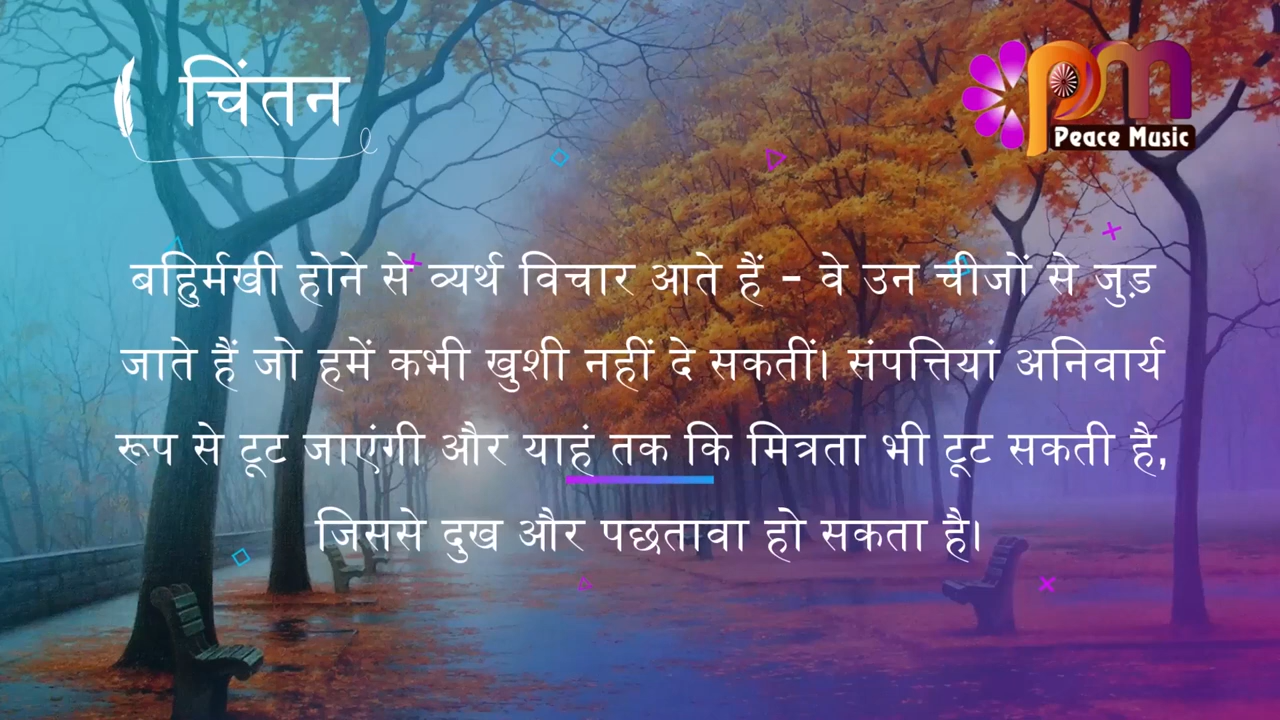 चिंतन
Peace Music
बहिुर्मखी होने से व्यर्थ विचार आते हैं - वे उन चीजों से जुड़
जाते हैं जो हमें कभी खुशी नहीं दे सकतीं। संपत्तियां अनिवार्य
रूप से टूट जाएंगी और याहं तक कि मित्रता भी टूट सकती है,
जिससे दुख और पछतावा हो सकता है।